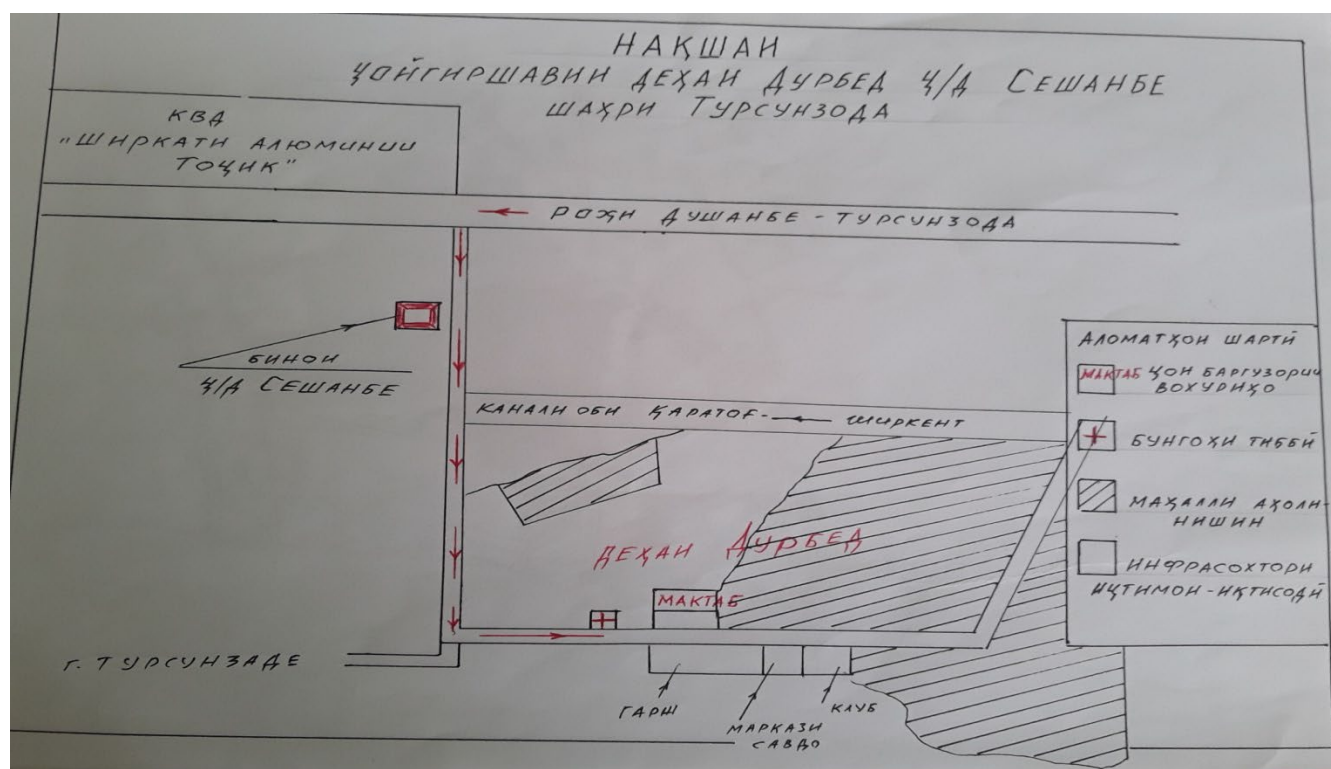 НАҚШАИ
ҶОЙГИРШАВИИ ДЕҲАИ ДУРБЕД Ҷ/Д СЕШАНБЕ
ШАҲРИ ТУРСУНЗОДА
КВД
"ШИРКАТИ АЛЮМИНИИ
ТОҶИК"
РОҲИ ДУШАНБЕ - ТУРСУНЗОДА
БИНОИ
Ҷ/Д СЕШАНБЕ
КАНАЛИ ОБИ ҚАРАТОҒ - ШИРКЕНТ
ДЕҲАИ ДУРБЕД
МАКТАБ
Г. ТУРСУНЗАДЕ
ГАРШ
МАРКАЗИ
САВДО
КЛУБ
АЛОМАТҲОИ ШАРТӢ
МАКТАБ ҶОИ БАРГУЗОРИИ
ВОХУРИҲО
БУНГОҲИ ТИББӢ
МАҲАЛЛИ АҲОЛИ-
НИШИН
ИНФРАСОХТОРИ
ИҶТИМОИ-ИҚТИСОДӢ